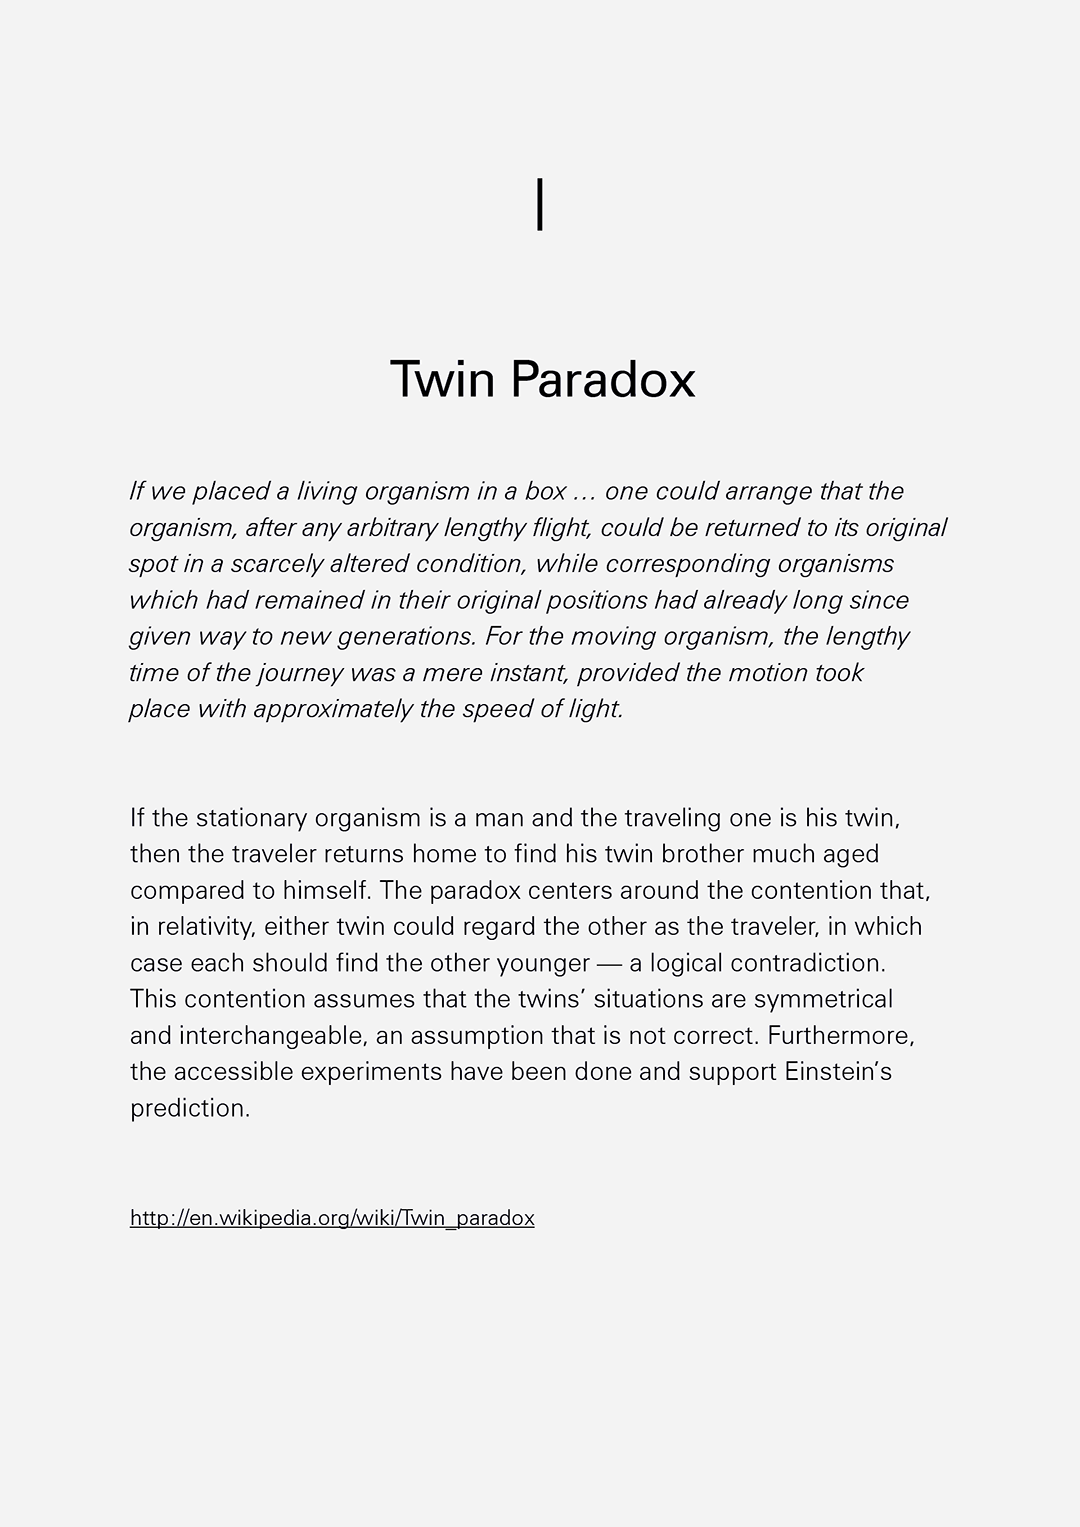 I
Twin Paradox
If we placed a living organism in a box … one could arrange that the
organism, after any arbitrary lengthy flight, could be returned to its original
spot in a scarcely altered condition, while corresponding organisms
which had remained in their original positions had already long since
given way to new generations. For the moving organism, the lengthy
time of the journey was a mere instant, provided the motion took
place with approximately the speed of light.
If the stationary organism is a man and the traveling one is his twin,
then the traveler returns home to find his twin brother much aged
compared to himself. The paradox centers around the contention that,
in relativity, either twin could regard the other as the traveler, in which
case each should find the other younger — a logical contradiction.
This contention assumes that the twins’ situations are symmetrical
and interchangeable, an assumption that is not correct. Furthermore,
the accessible experiments have been done and support Einstein’s
prediction.
http://en.wikipedia.org/wiki/Twin_paradox